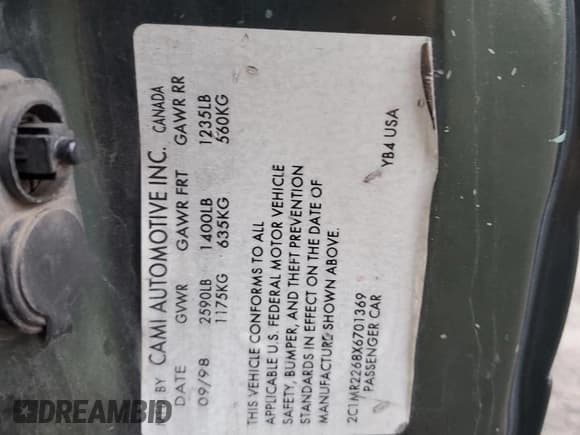 BY CAMI AUTOMOTIVE INC. CANADA
DATE GVWR GAWR FRT GAWR RR
09/98 2590LB 1400LB 1235LB
1175KG 635KG 560KG
THIS VEHICLE CONFORMS TO ALL
APPLICABLE U.S. FEDERAL MOTOR VEHICLE
SAFETY, BUMPER, AND THEFT PREVENTION
STANDARDS IN EFFECT ON THE DATE OF
MANUFACTURE SHOWN ABOVE.
2C1MR2268X6701369 YB4 USA
PASSENGER CAR
DREAMBID